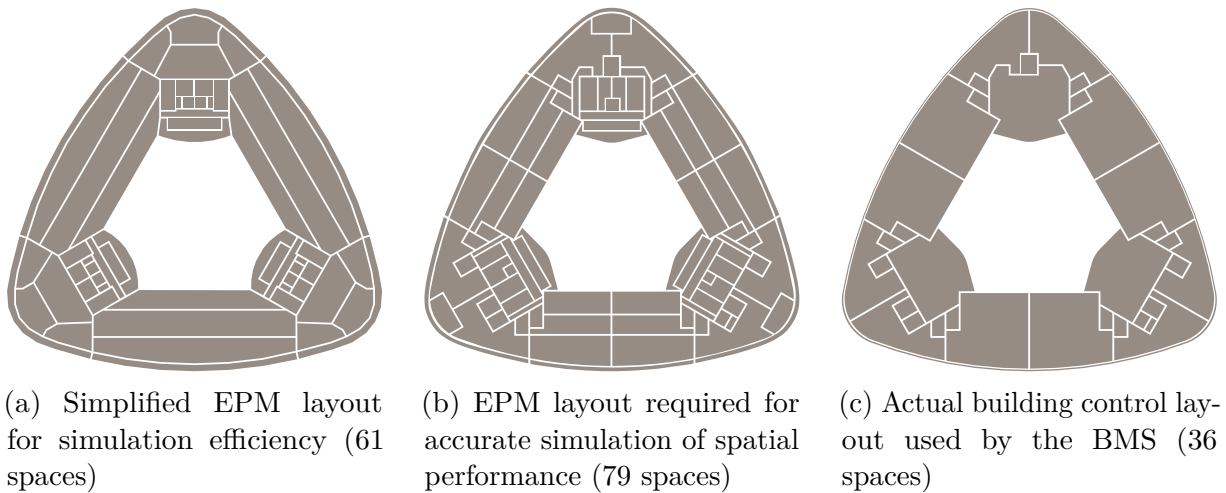 (a) Simplified EPM layout
for simulation efficiency (61
spaces)
(b) EPM layout required for
accurate simulation of spatial
performance (79 spaces)
(c) Actual building control lay-
out used by the BMS (36
spaces)